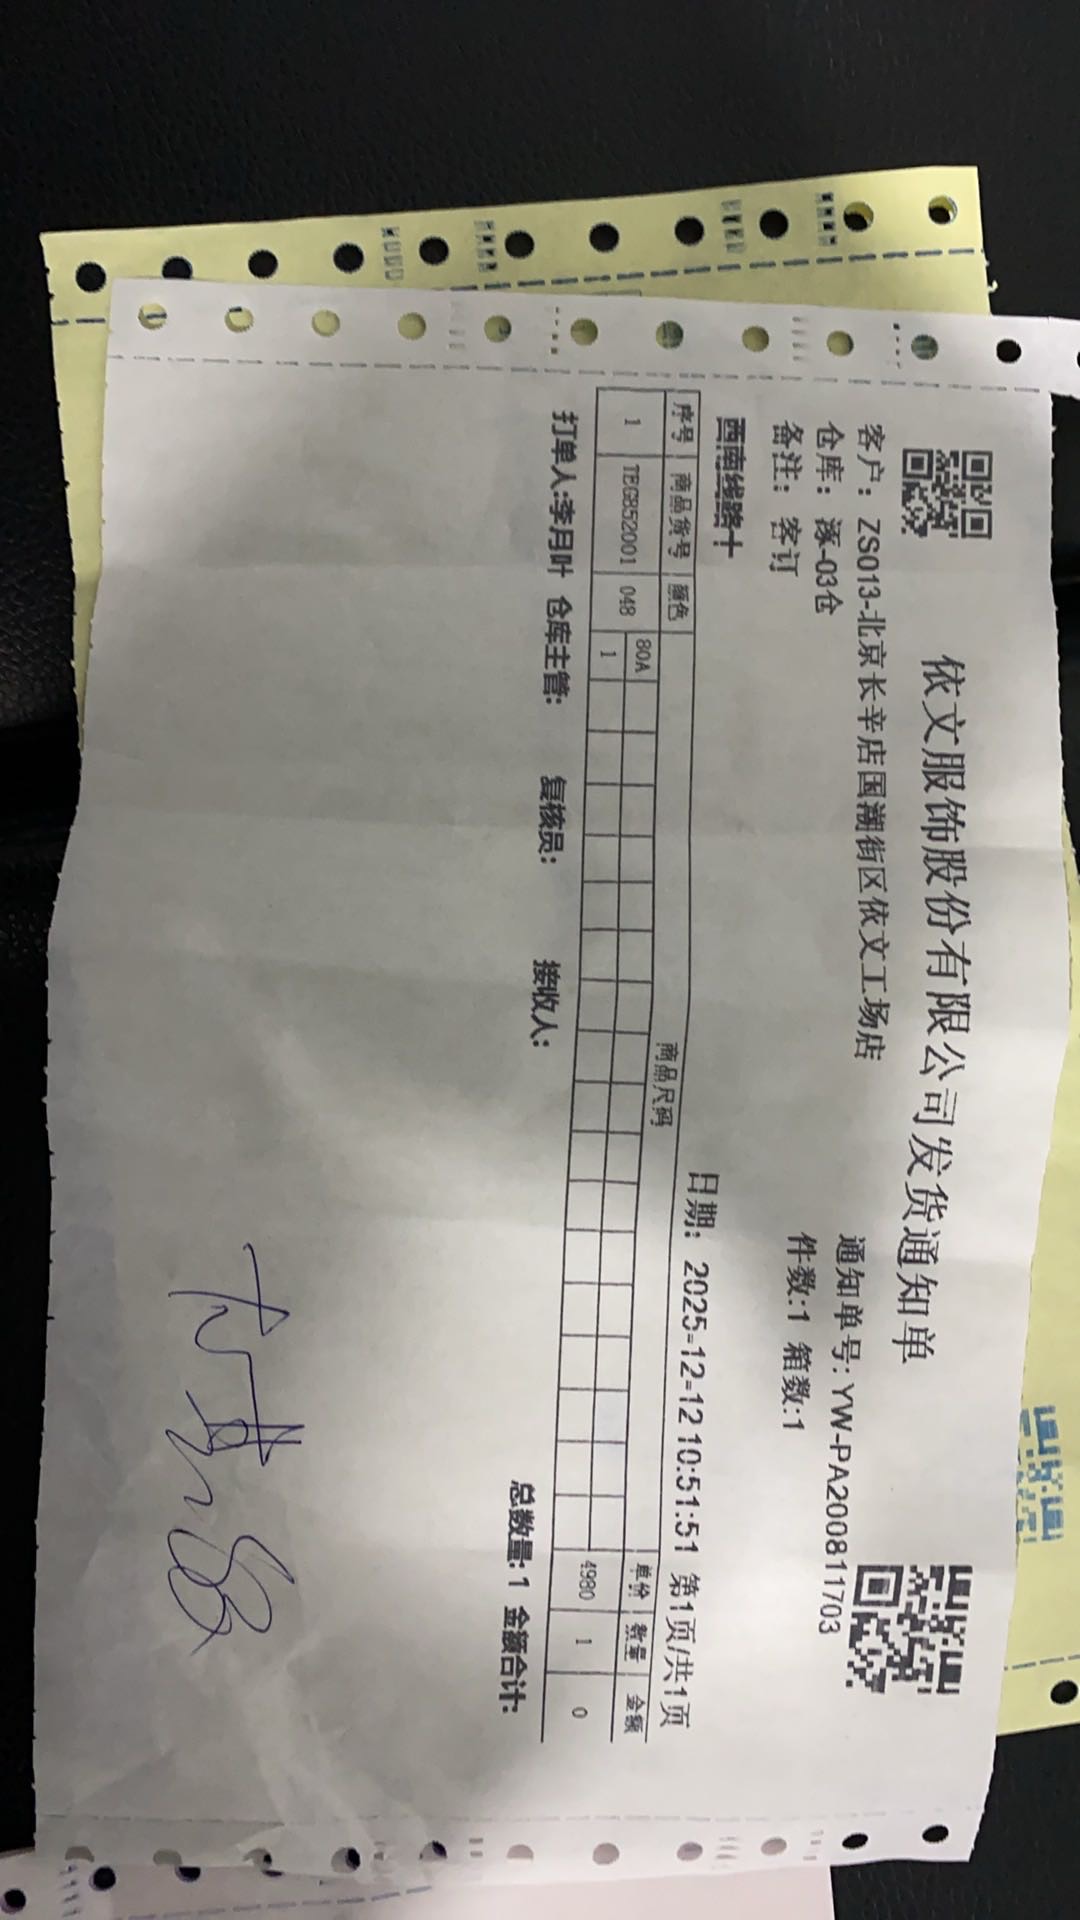 依文服饰股份有限公司发货通知单
客户： ZS013-北京长辛店国潮街区依文工场店
通知单号: YW-PA200811703
仓库： 涿-03仓
件数:1 箱数:1
备注： 客订
西南线路十
日期： 2025-12-12 10:51:51 第1页/共1页
序号 商品货号 颜色 商品尺码 单价 数量 金额
80A
1 TEG852001 048 1 4980 1 0
打单人:李月叶 仓库主管: 复核员: 接收人:
总数量: 1 金额合计: